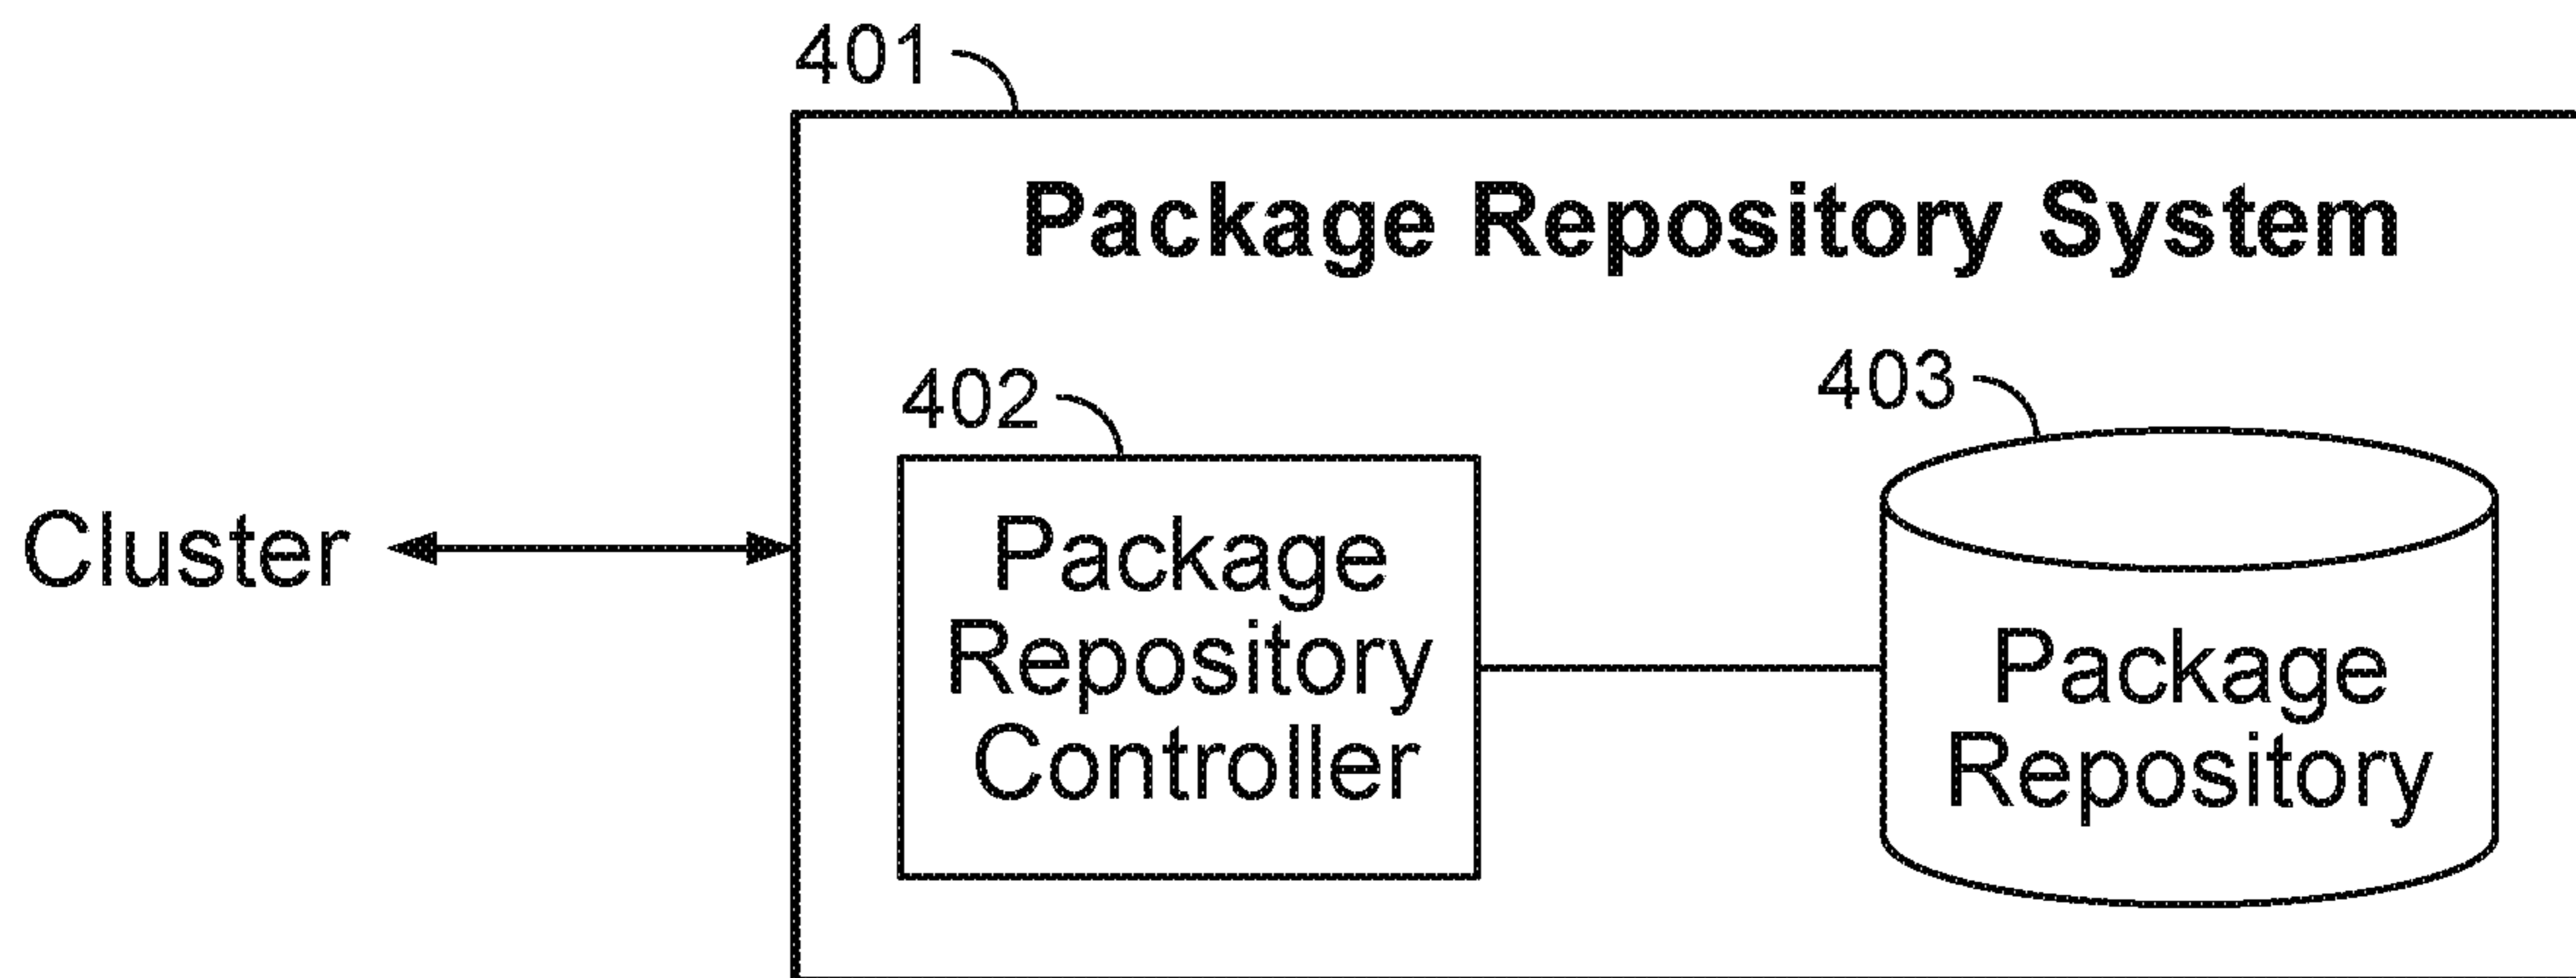 401
Package Repository System
402
403
Cluster
Package
Repository
Controller
Package
Repository